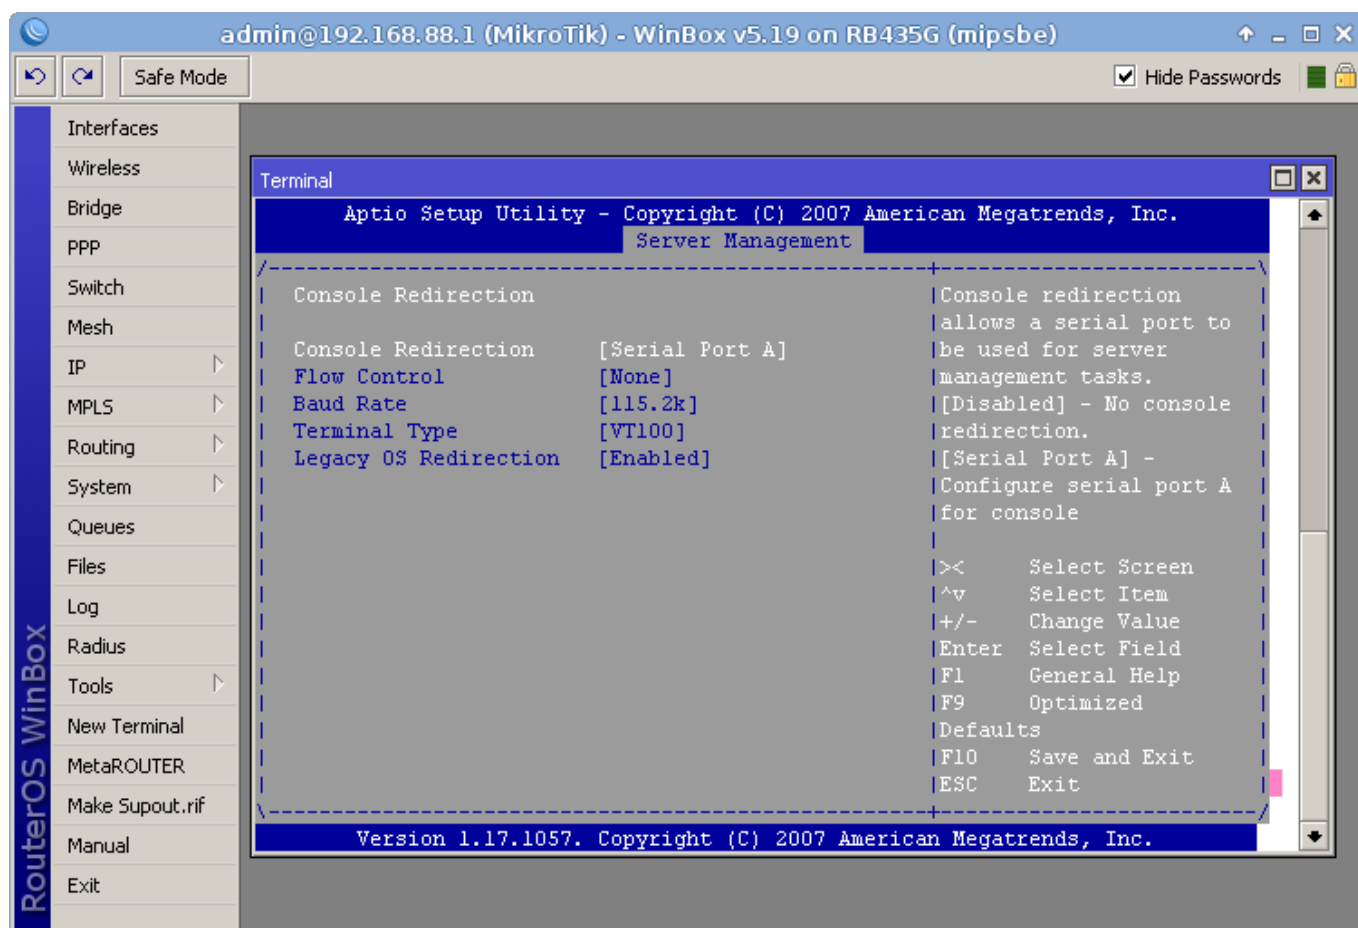 admin@192.168.88.1 (MikroTik) - WinBox v5.19 on RB435G (mipsbe)
Safe Mode
Hide Passwords
RouterOS WinBox
Interfaces
Wireless
Bridge
PPP
Switch
Mesh
IP
MPLS
Routing
System
Queues
Files
Log
Radius
Tools
New Terminal
MetaROUTER
Make Supout.rif
Manual
Exit
Terminal
Aptio Setup Utility - Copyright (C) 2007 American Megatrends, Inc.
Server Management
Console Redirection
Console Redirection [Serial Port A]
Flow Control [None]
Baud Rate [115.2k]
Terminal Type [VT100]
Legacy OS Redirection [Enabled]
Console redirection
allows a serial port to
be used for server
management tasks.
[Disabled] - No console
redirection.
[Serial Port A] -
Configure serial port A
for console
>< Select Screen
^v Select Item
+/- Change Value
Enter Select Field
F1 General Help
F9 Optimized
Defaults
F10 Save and Exit
ESC Exit
Version 1.17.1057. Copyright (C) 2007 American Megatrends, Inc.